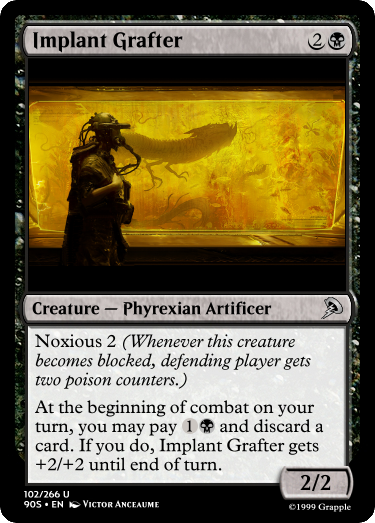 Implant Grafter 2
Creature — Phyrexian Artificer
Noxious 2 (Whenever this creature
becomes blocked, defending player gets
two poison counters.)
At the beginning of combat on your
turn, you may pay 1 and discard a
card. If you do, Implant Grafter gets
+2/+2 until end of turn.
2/2
102/266 U
90S • EN Victor Anceaume
©1999 Grapple